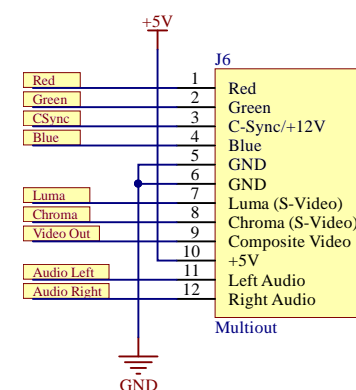 +5V
J6
Red 1 Red
Green 2 Green
CSync 3 C-Sync/+12V
Blue 4 Blue
5 GND
6 GND
Luma 7 Luma (S-Video)
Chroma 8 Chroma (S-Video)
Video Out 9 Composite Video
10 +5V
Audio Left 11 Left Audio
Audio Right 12 Right Audio
Multiout
GND